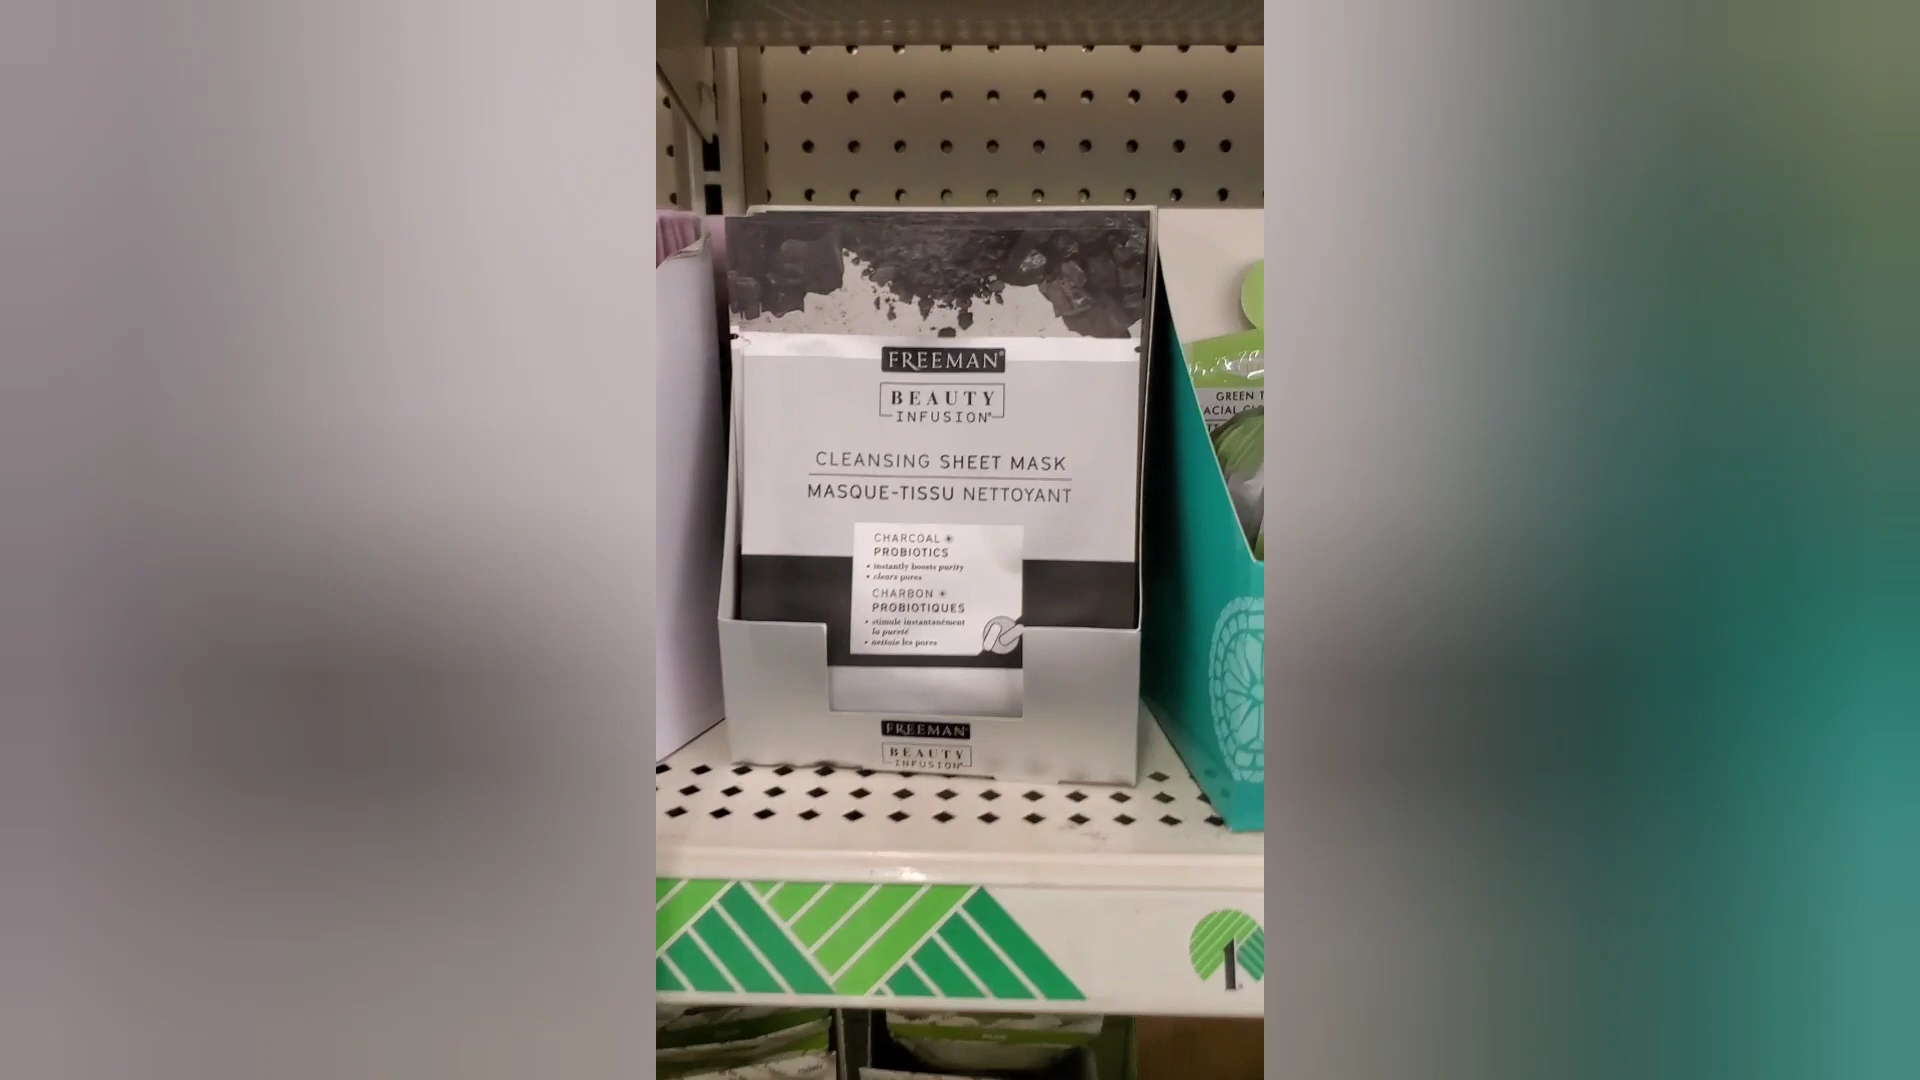 FREEMAN®
BEAUTY
INFUSION®
CLEANSING SHEET MASK
MASQUE-TISSU NETTOYANT
CHARCOAL +
PROBIOTICS
• instantly boosts purity
• clears pores
CHARBON +
PROBIOTIQUES
• stimule instantanément
la pureté
• nettoie les pores
FREEMAN®
BEAUTY
INFUSION®
GREEN
1